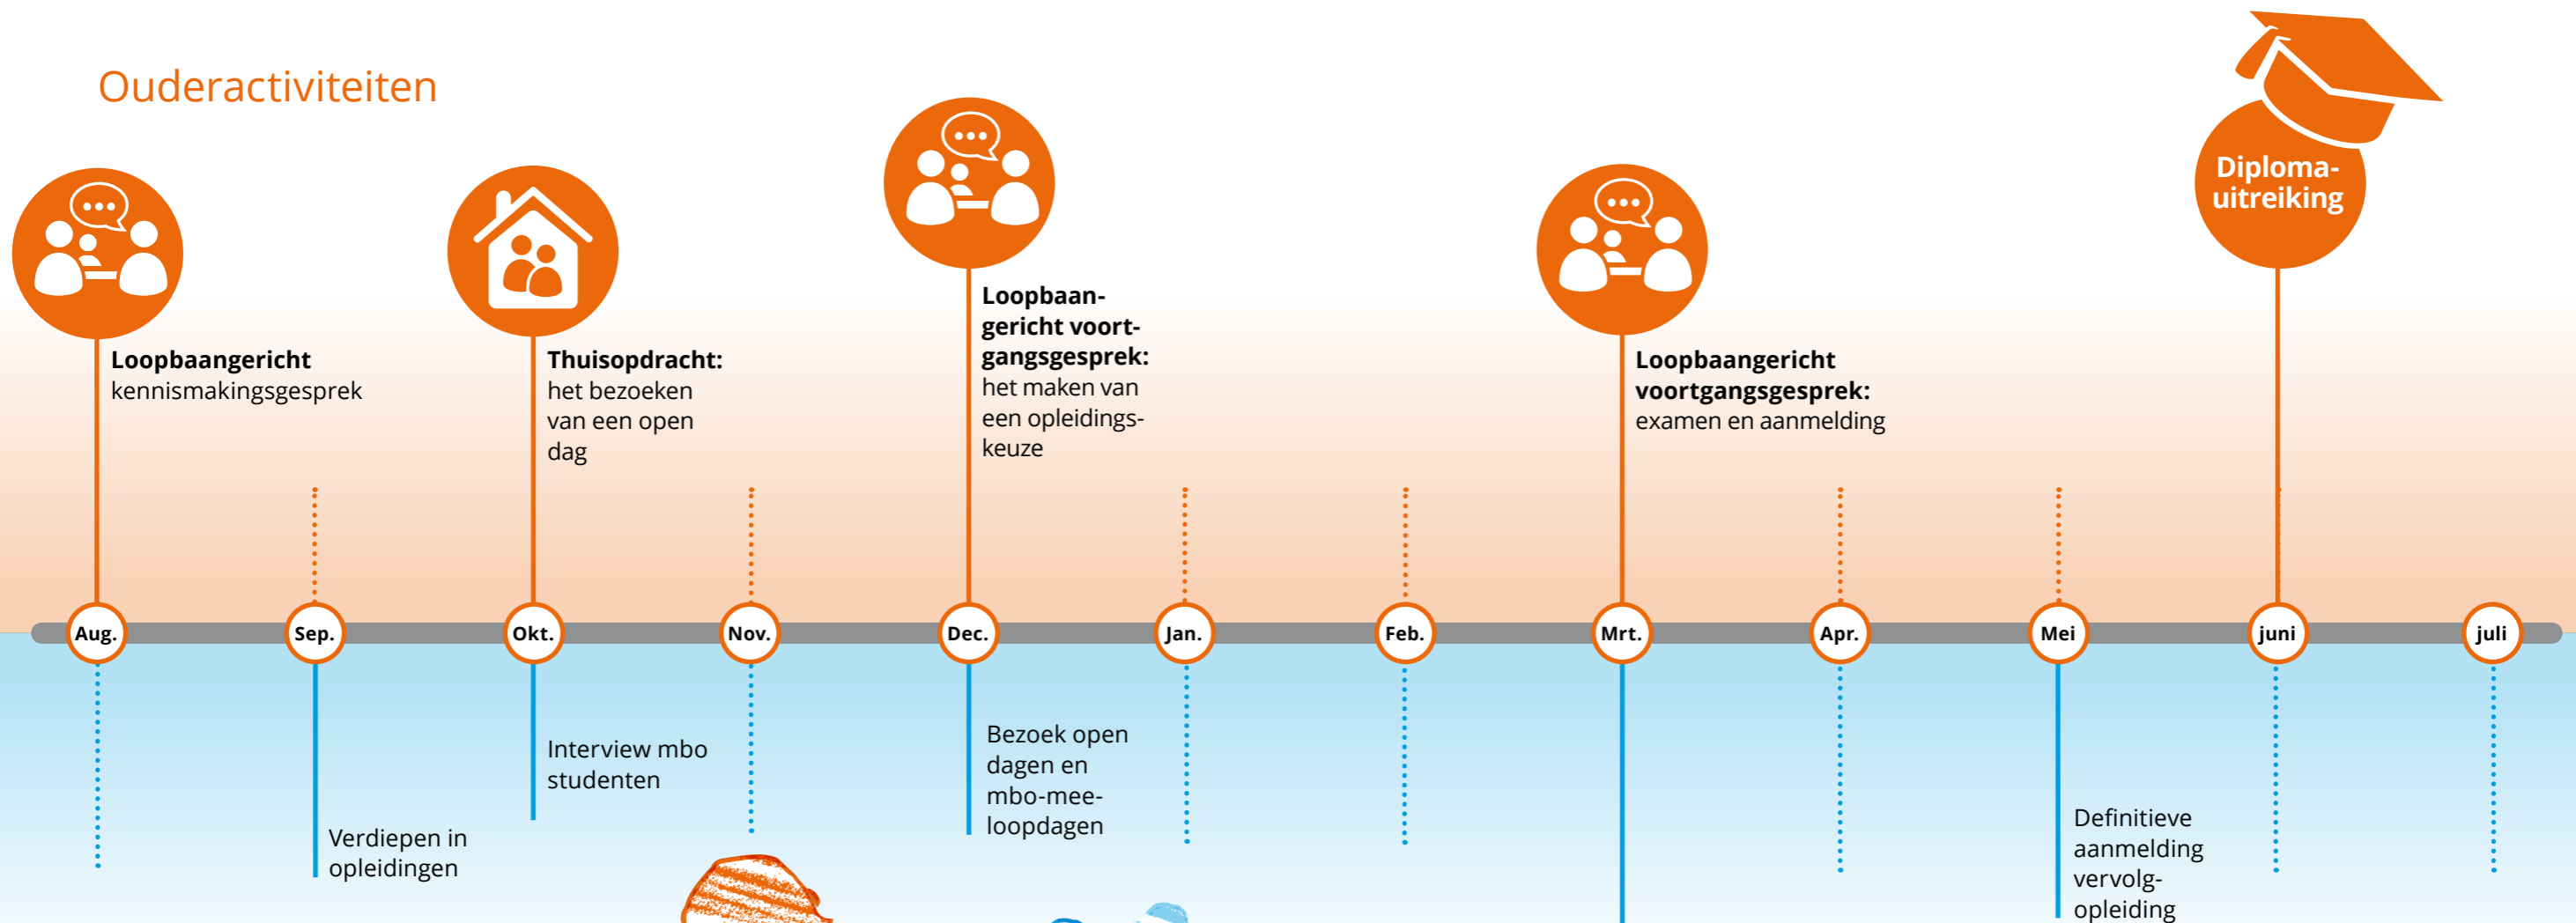 Ouderactiviteiten
Diploma-
uitreiking
Loopbaangericht
kennismakingsgesprek
Thuisopdracht:
het bezoeken
van een open
dag
Loopbaan-
gericht voort-
gangsgesprek:
het maken van
een opleidings-
keuze
Loopbaangericht
voortgangsgesprek:
examen en aanmelding
Aug.
Sep.
Okt.
Nov.
Dec.
Jan.
Feb.
Mrt.
Apr.
Mei
juni
juli
Verdiepen in
opleidingen
Interview mbo
studenten
Bezoek open
dagen en
mbo-mee-
loopdagen
Definitieve
aanmelding
vervolg-
opleiding